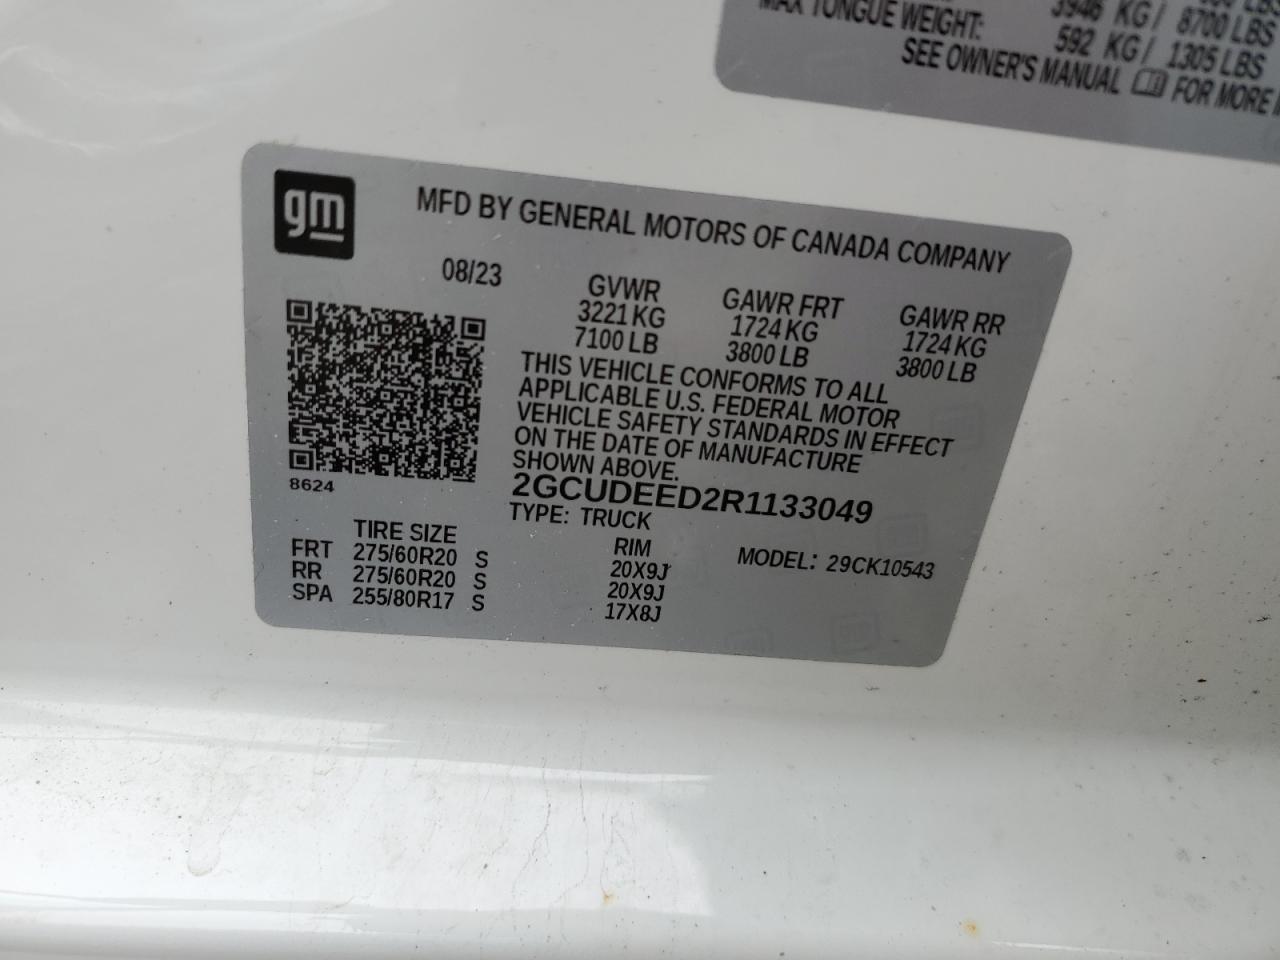 3946 KG / 8700 LBS
MAX TONGUE WEIGHT: 592 KG / 1305 LBS
SEE OWNER'S MANUAL FOR MORE
gm
MFD BY GENERAL MOTORS OF CANADA COMPANY
08/23
GVWR GAWR FRT GAWR RR
3221 KG 1724 KG 1724 KG
7100 LB 3800 LB 3800 LB
THIS VEHICLE CONFORMS TO ALL
APPLICABLE U.S. FEDERAL MOTOR
VEHICLE SAFETY STANDARDS IN EFFECT
ON THE DATE OF MANUFACTURE
SHOWN ABOVE.
8624
2GCUDEED2R1133049
TYPE: TRUCK
MODEL: 29CK10543
TIRE SIZE RIM
FRT 275/60R20 S 20X9J
RR 275/60R20 S 20X9J
SPA 255/80R17 S 17X8J